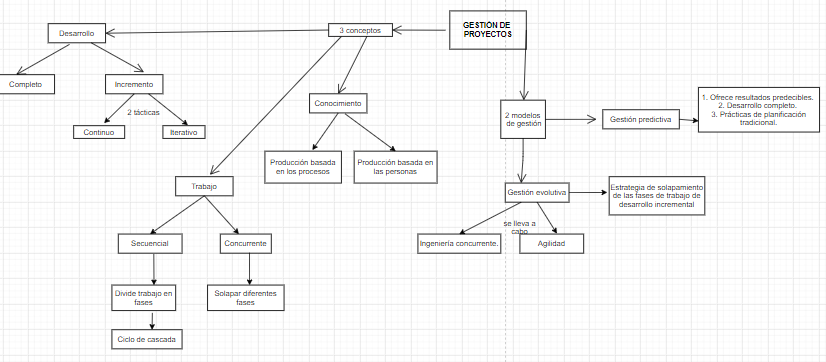 GESTIÓN DE
PROYECTOS
3 conceptos
Desarrollo
Completo
Incremento
2 tácticas
Continuo
Iterativo
Conocimiento
Producción basada
en los procesos
Producción basada en
las personas
Trabajo
Secuencial
Concurrente
Divide trabajo en
fases
Solapar diferentes
fases
Ciclo de cascada
2 modelos
de gestión
Gestión predictiva
1. Ofrece resultados predecibles.
2. Desarrollo completo.
3. Prácticas de planificación
tradicional.
Gestión evolutiva
Estrategia de solapamiento
de las fases de trabajo de
desarrollo incremental
se lleva a
cabo
Ingeniería concurrente.
Agilidad